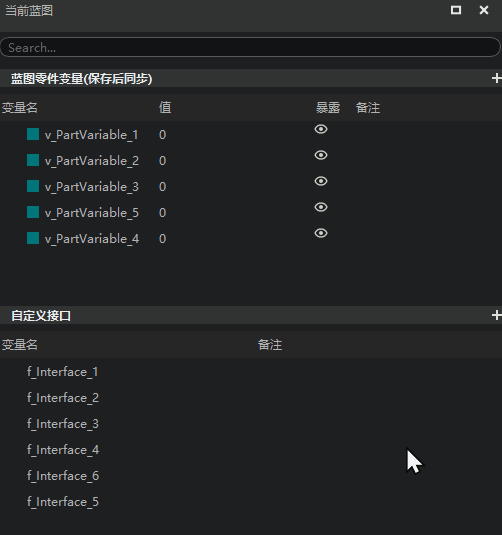 当前蓝图
Search...
蓝图零件变量(保存后同步)
变量名 值 暴露 备注
v_PartVariable_1 0
v_PartVariable_2 0
v_PartVariable_3 0
v_PartVariable_5 0
v_PartVariable_4 0
自定义接口
变量名 备注
f_Interface_1
f_Interface_2
f_Interface_3
f_Interface_4
f_Interface_6
f_Interface_5